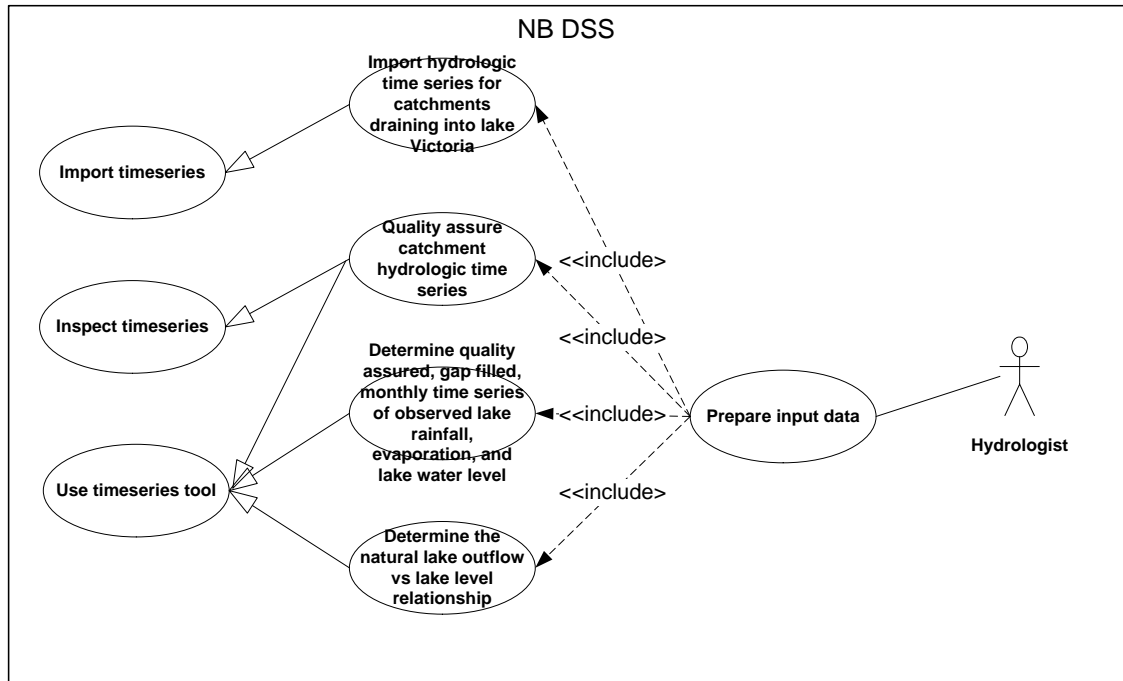 NB DSS
Import hydrologic
time series for
catchments
draining into lake
Victoria
Import timeseries
Quality assure
catchment
hydrologic time
series
<<include>
<<include>
Inspect timeseries
Determine quality
assured, gap filled,
monthly time series
of observed lake
rainfall,
evaporation, and
lake water level
<<include>
Prepare input data
Hydrologist
Use timeseries tool
<<include>
Determine the
natural lake outflow
vs lake level
relationship